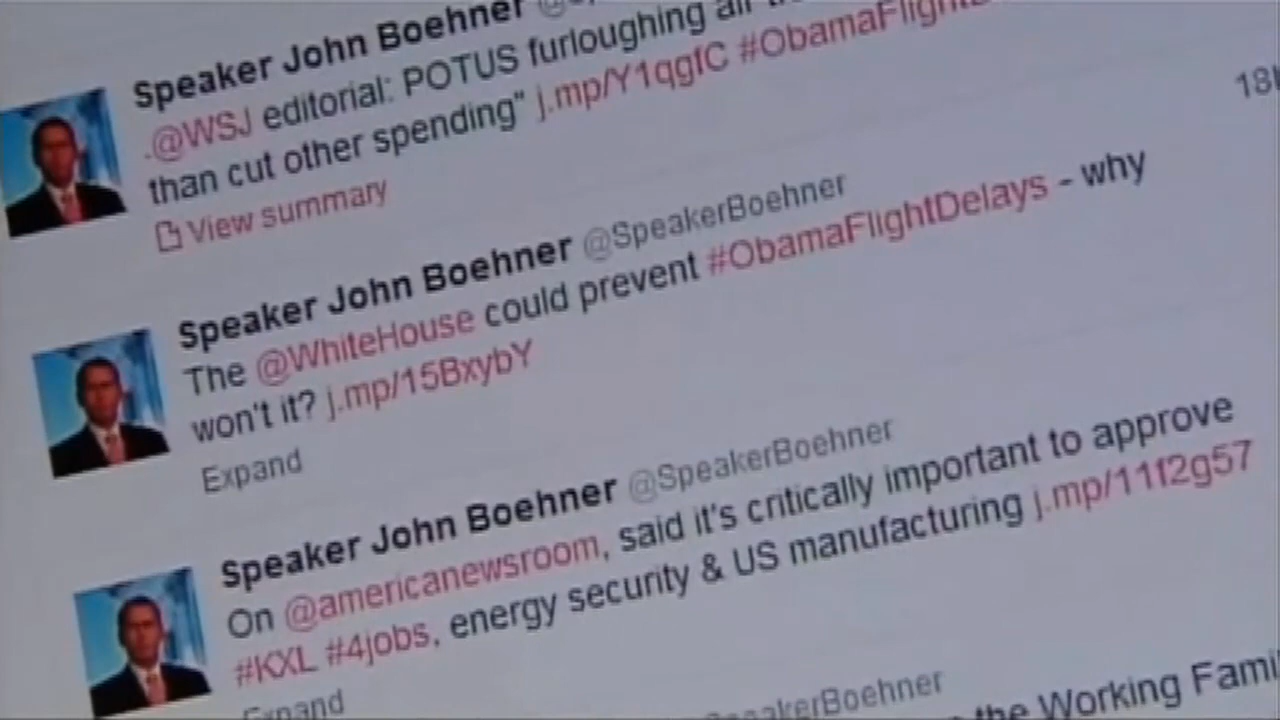 Speaker John Boehner
.@WSJ editorial: POTUS furloughing air
than cut other spending" j.mp/Y1qgfC #ObamaFlight
View summary
18
Speaker John Boehner @SpeakerBoehner
The @WhiteHouse could prevent #ObamaFlightDelays - why
won't it? j.mp/15BxybY
Expand
Speaker John Boehner @SpeakerBoehner
On @americanewsroom, said it's critically important to approve
#KXL #4jobs, energy security & US manufacturing j.mp/11f2g57
Expand
eakerBoehner
the Working Fami